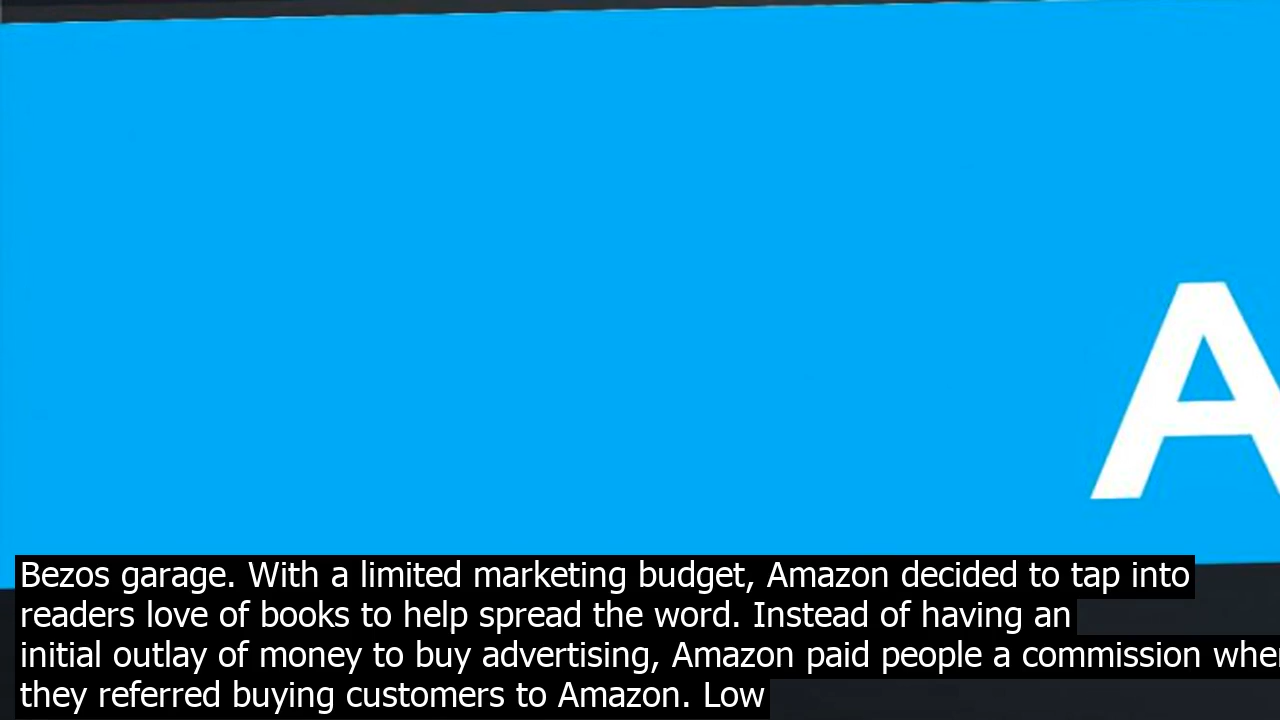 A
Bezos garage. With a limited marketing budget, Amazon decided to tap into
readers love of books to help spread the word. Instead of having an
initial outlay of money to buy advertising, Amazon paid people a commission
they referred buying customers to Amazon. Low